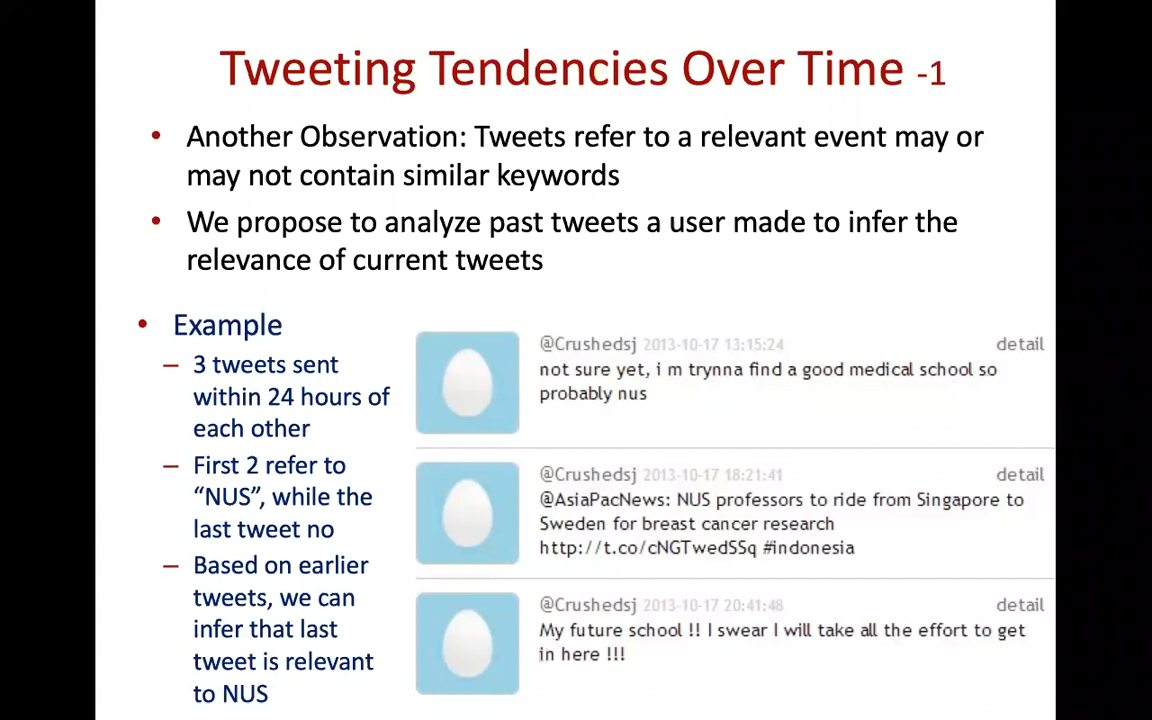 Tweeting Tendencies Over Time -1
• Another Observation: Tweets refer to a relevant event may or
may not contain similar keywords
• We propose to analyze past tweets a user made to infer the
relevance of current tweets
• Example
– 3 tweets sent
within 24 hours of
each other
– First 2 refer to
“NUS”, while the
last tweet no
– Based on earlier
tweets, we can
infer that last
tweet is relevant
to NUS
@Crushedsj 2013-10-17 13:15:24 detail
not sure yet, i m trynna find a good medical school so
probably nus
@Crushedsj 2013-10-17 18:21:41 detail
@AsiaPacNews: NUS professors to ride from Singapore to
Sweden for breast cancer research
http://t.co/cNGTwedSSq #indonesia
@Crushedsj 2013-10-17 20:41:48 detail
My future school !! I swear I will take all the effort to get
in here !!!